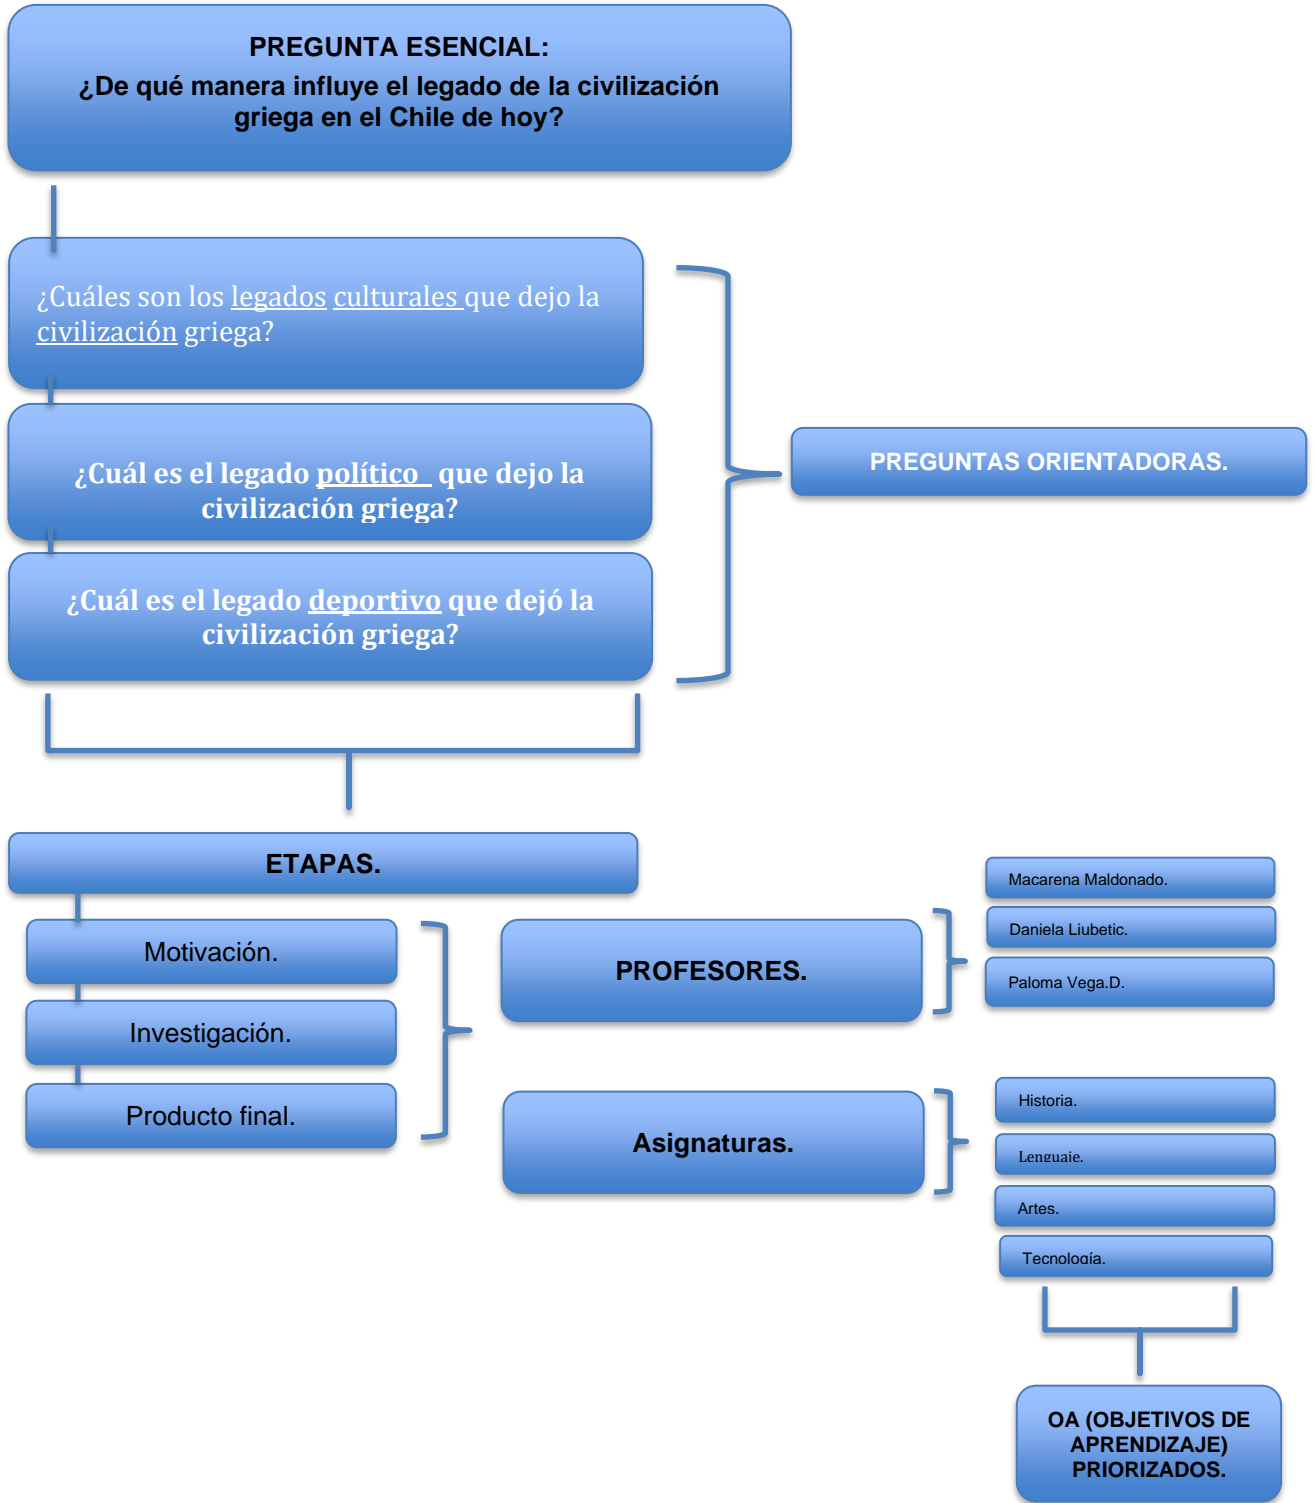 PREGUNTA ESENCIAL:
¿De qué manera influye el legado de la civilización
griega en el Chile de hoy?
¿Cuáles son los legados culturales que dejo la
civilización griega?
¿Cuál es el legado político que dejo la
civilización griega?
¿Cuál es el legado deportivo que dejó la
civilización griega?
PREGUNTAS ORIENTADORAS.
ETAPAS.
Motivación.
Investigación.
Producto final.
PROFESORES.
Macarena Maldonado.
Daniela Liubetic.
Paloma Vega.D.
Asignaturas.
Historia.
Lenguaje.
Artes.
Tecnología.
OA (OBJETIVOS DE
APRENDIZAJE)
PRIORIZADOS.